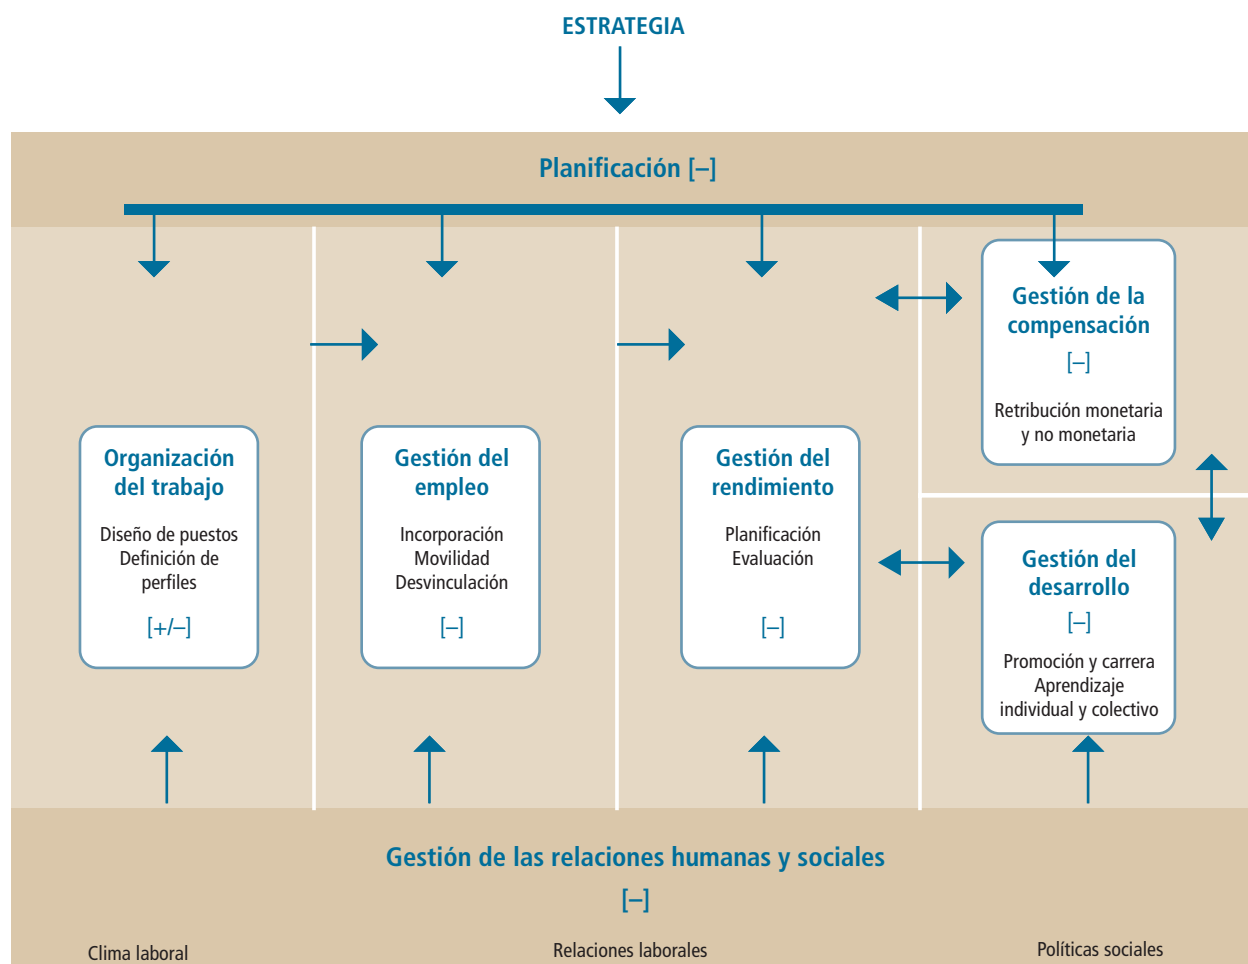 ESTRATEGIA
Planificación [–]
Organización
del trabajo
Diseño de puestos
Definición de
perfiles
[+/–]
Gestión del
empleo
Incorporación
Movilidad
Desvinculación
[–]
Gestión del
rendimiento
Planificación
Evaluación
[–]
Gestión de la
compensación
[–]
Retribución monetaria
y no monetaria
Gestión del
desarrollo
[–]
Promoción y carrera
Aprendizaje
individual y colectivo
Gestión de las relaciones humanas y sociales
[–]
Clima laboral
Relaciones laborales
Políticas sociales